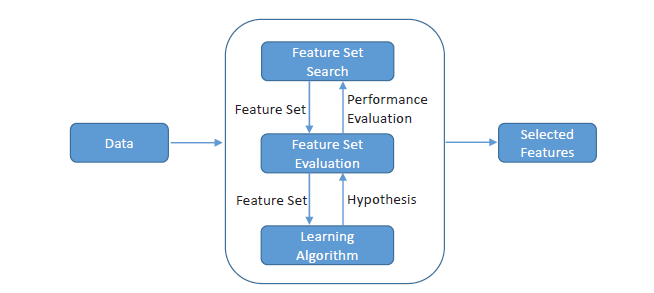 Feature Set
Search
Feature Set
Performance
Evaluation
Data
Feature Set
Evaluation
Selected
Features
Feature Set
Hypothesis
Learning
Algorithm